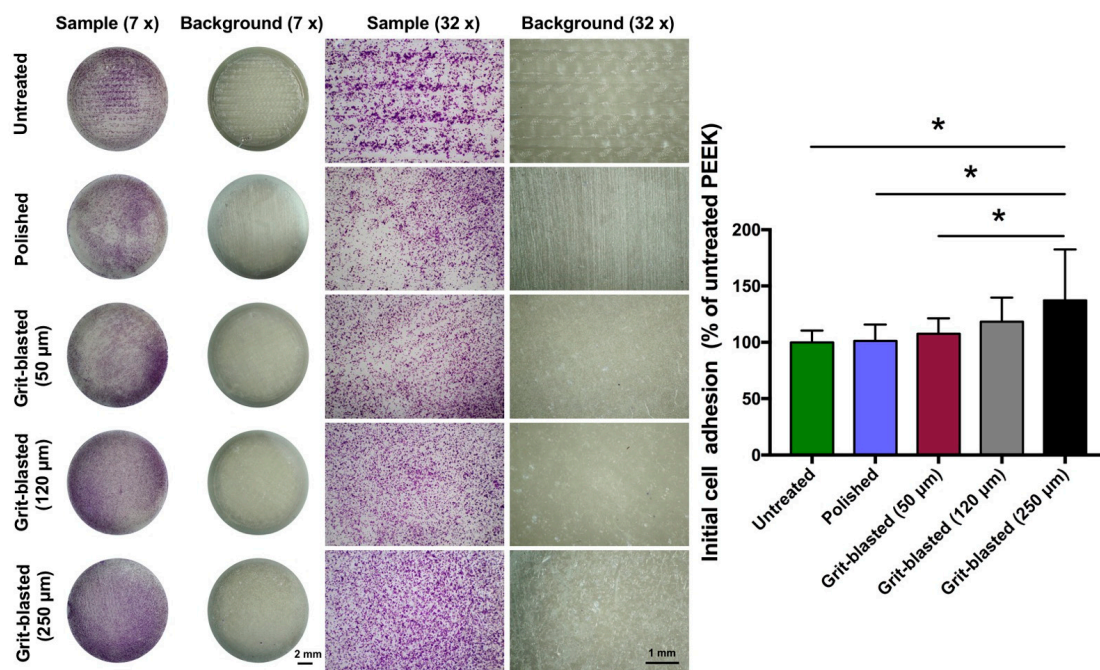 Sample (7 x) Background (7 x) Sample (32 x) Background (32 x)
Untreated
Polished
Grit-blasted
(50 µm)
Grit-blasted
(120 µm)
Grit-blasted
(250 µm)
2 mm
1 mm
Initial cell adhesion (% of untreated PEEK)
*
*
*
200
150
100
50
0
Untreated
Polished
Grit-blasted (50 µm)
Grit-blasted (120 µm)
Grit-blasted (250 µm)